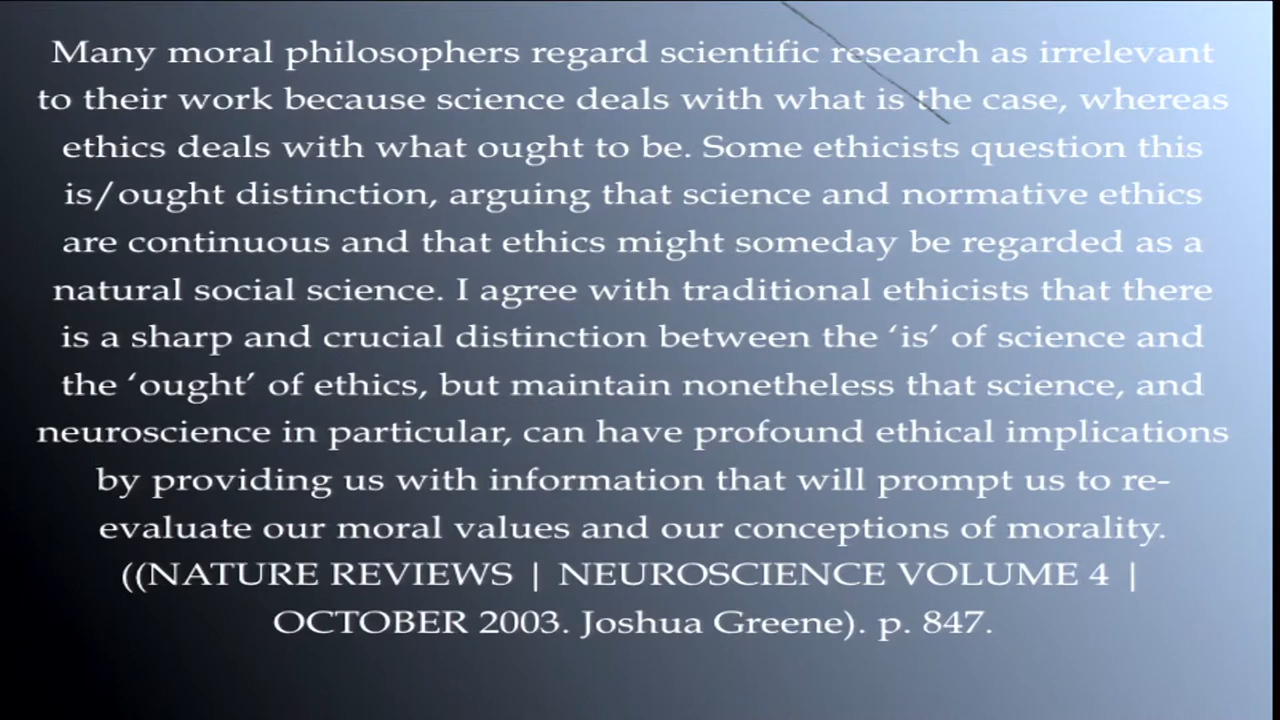 Many moral philosophers regard scientific research as irrelevant
to their work because science deals with what is the case, whereas
ethics deals with what ought to be. Some ethicists question this
is/ought distinction, arguing that science and normative ethics
are continuous and that ethics might someday be regarded as a
natural social science. I agree with traditional ethicists that there
is a sharp and crucial distinction between the ‘is’ of science and
the ‘ought’ of ethics, but maintain nonetheless that science, and
neuroscience in particular, can have profound ethical implications
by providing us with information that will prompt us to re-
evaluate our moral values and our conceptions of morality.
((NATURE REVIEWS | NEUROSCIENCE VOLUME 4 |
OCTOBER 2003. Joshua Greene). p. 847.